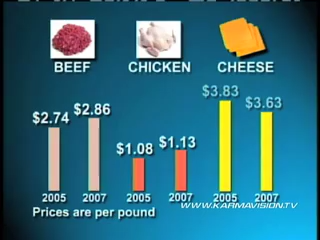 BEEF CHICKEN CHEESE
$2.74 $2.86 $1.08 $1.13 $3.83 $3.63
2005 2007 2005 2007 2005 2007
WWW.KARMAVISION.TV
Prices are per pound